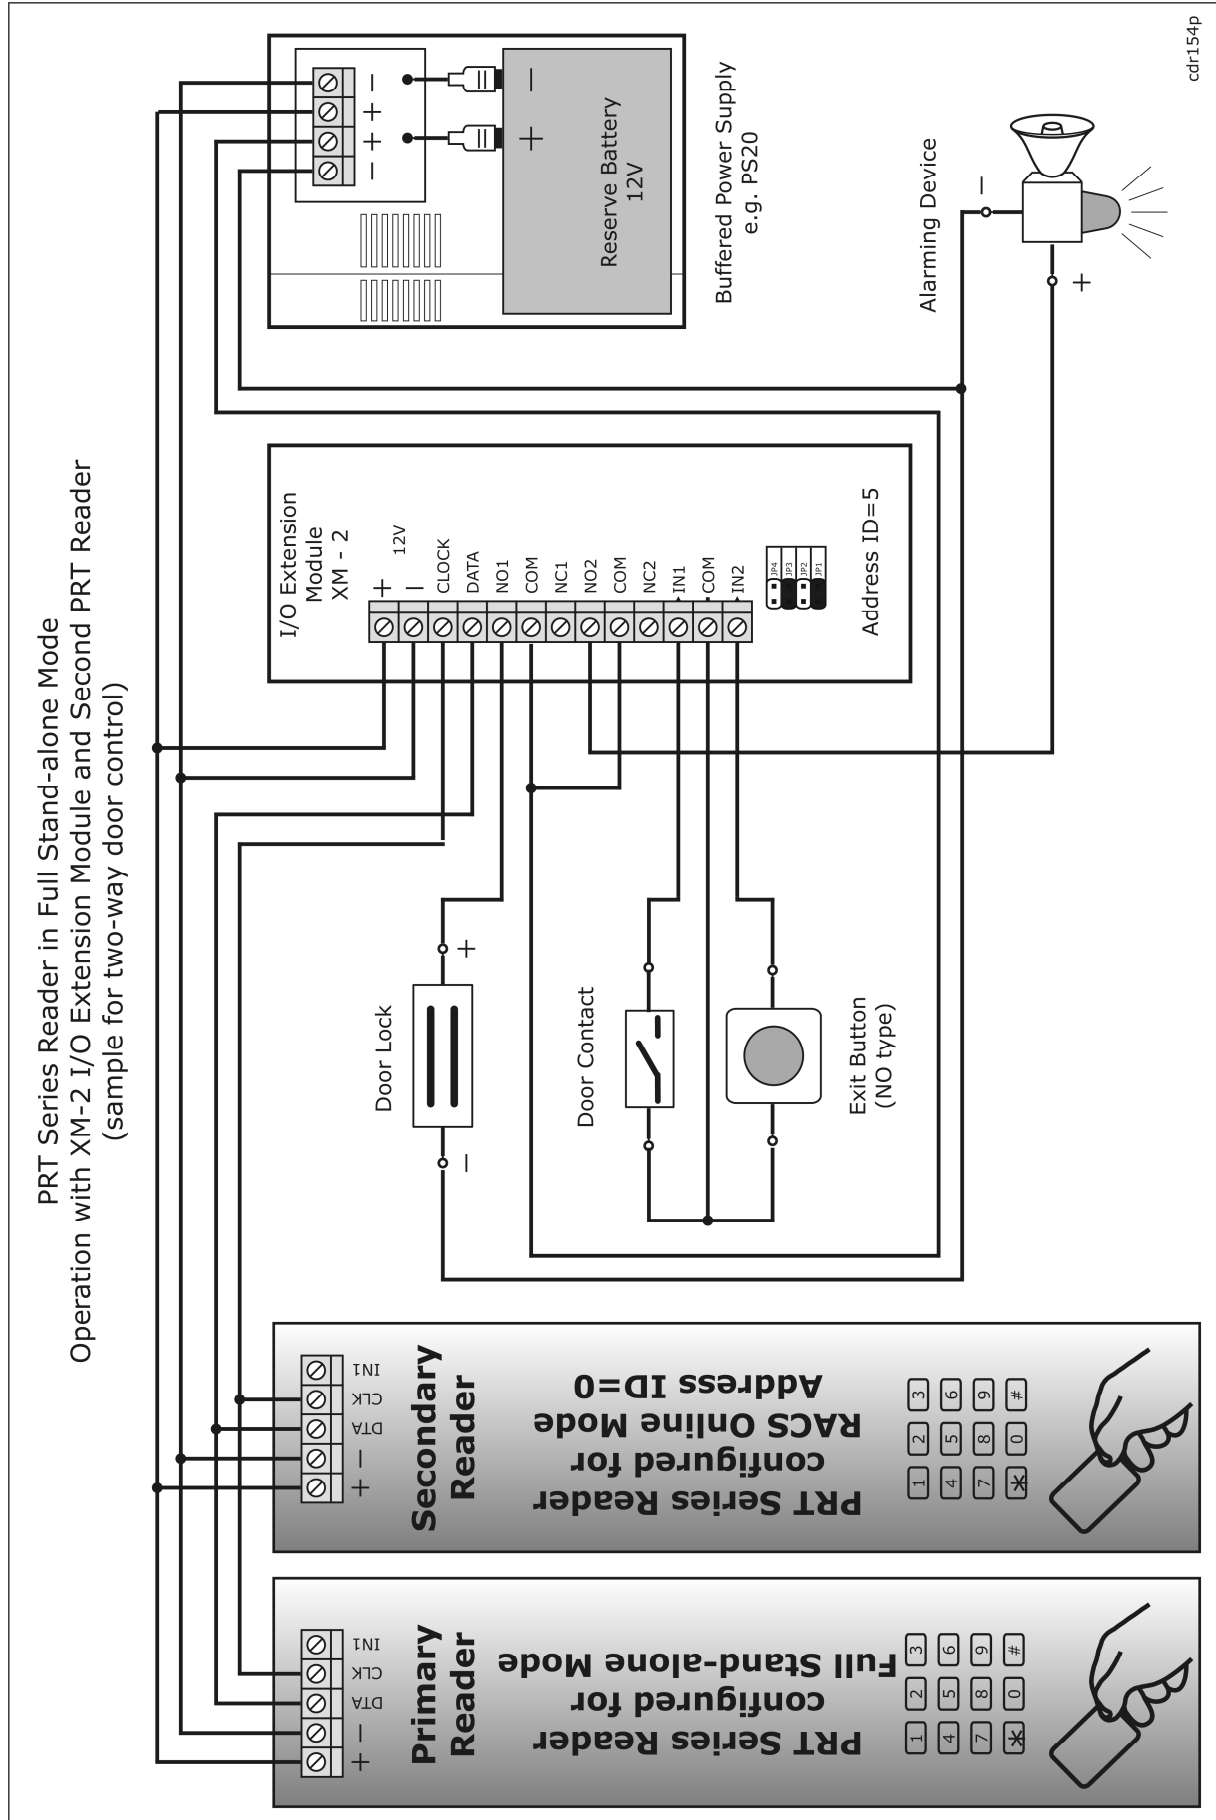 PRT Series Reader in Full Stand-alone Mode
Operation with XM-2 I/O Extension Module and Second PRT Reader
(sample for two-way door control)
Primary
Reader
PRT Series Reader
configured for
Full Stand-alone Mode
+
−
DTA
CLK
IN1
1
2
3
4
5
6
7
8
9
*
0
#
Secondary
Reader
PRT Series Reader
configured for
RACS Online Mode
Address ID=0
+
−
DTA
CLK
IN1
1
2
3
4
5
6
7
8
9
*
0
#
Door Lock
−
+
Door Contact
Exit Button
(NO type)
I/O Extension
Module
XM - 2
+
−
12V
CLOCK
DATA
NO1
COM
NC1
NO2
COM
NC2
IN1
COM
IN2
JP4
JP3
JP2
JP1
Address ID=5
−
+
+
−
−
+
Reserve Battery
12V
Buffered Power Supply
e.g. PS20
Alarming Device
−
+
cdr154p